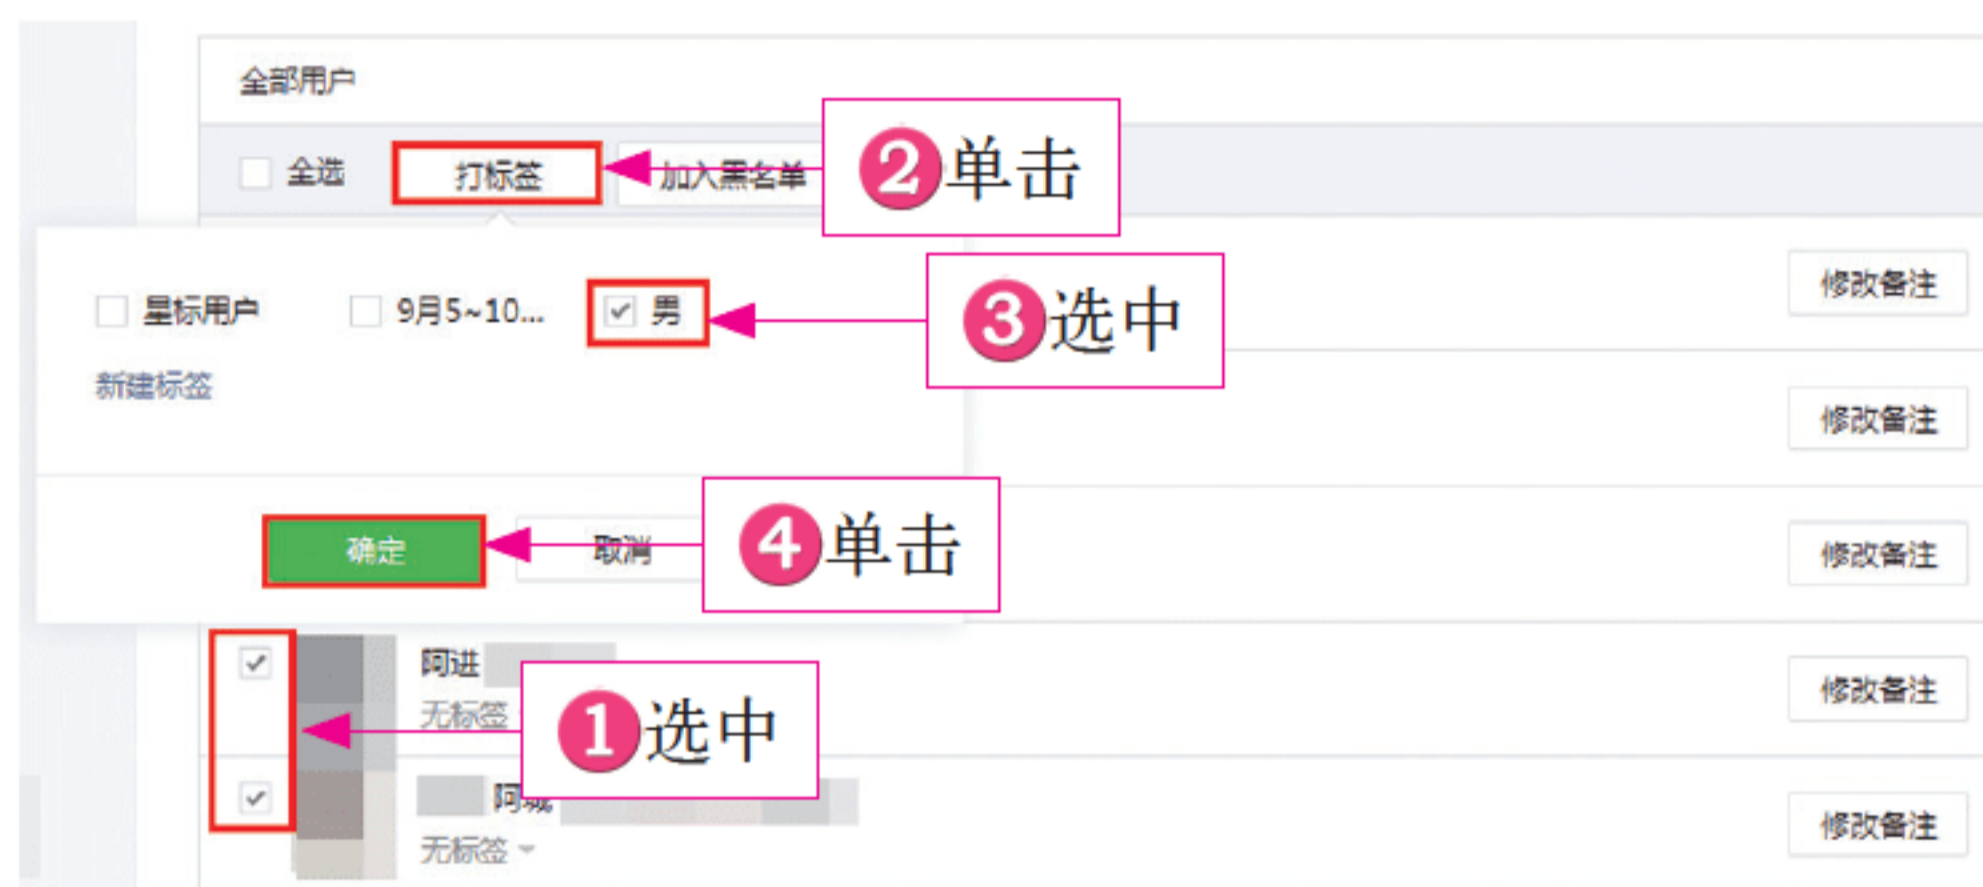 全部用户
全选 打标签 加入黑名单 2单击
星标用户 9月5~10... 男 3选中 修改备注
新建标签 修改备注
确定 取消 4单击 修改备注
阿进 修改备注
无标签 1选中
阿城 修改备注
无标签